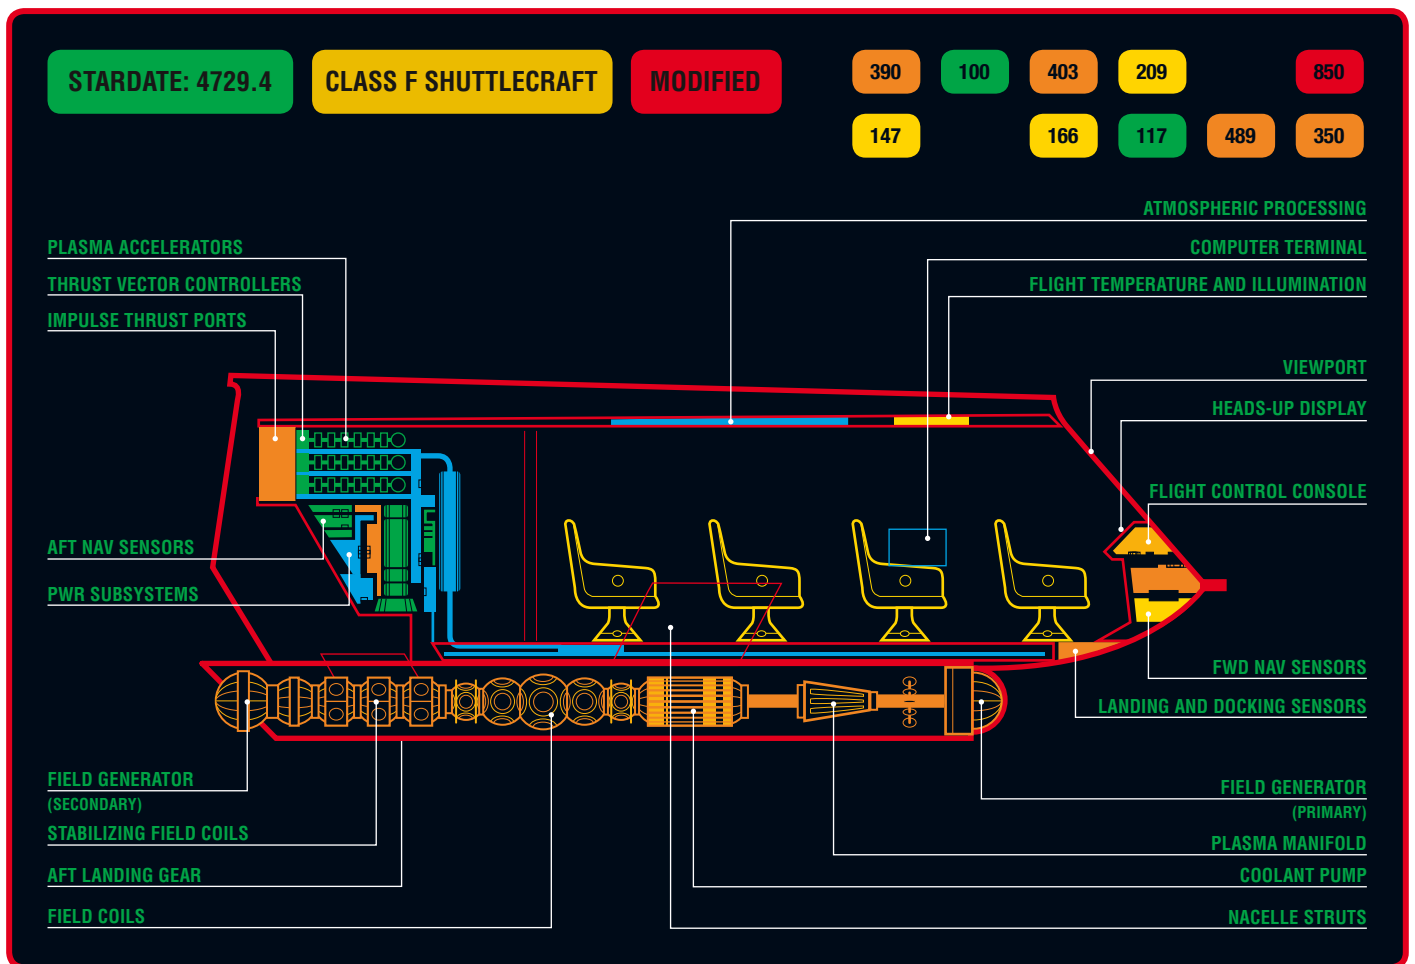 STARDATE: 4729.4
CLASS F SHUTTLECRAFT
MODIFIED
390 100 403 209 850
147 166 117 489 350
PLASMA ACCELERATORS
THRUST VECTOR CONTROLLERS
IMPULSE THRUST PORTS
AFT NAV SENSORS
PWR SUBSYSTEMS
FIELD GENERATOR
(SECONDARY)
STABILIZING FIELD COILS
AFT LANDING GEAR
FIELD COILS
ATMOSPHERIC PROCESSING
COMPUTER TERMINAL
FLIGHT TEMPERATURE AND ILLUMINATION
VIEWPORT
HEADS-UP DISPLAY
FLIGHT CONTROL CONSOLE
FWD NAV SENSORS
LANDING AND DOCKING SENSORS
FIELD GENERATOR
(PRIMARY)
PLASMA MANIFOLD
COOLANT PUMP
NACELLE STRUTS